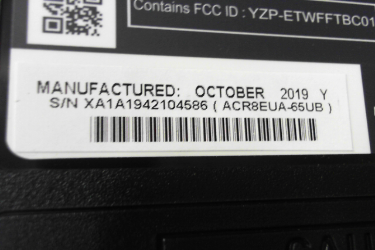 Contains FCC ID : YZP-ETWFFTBC01
MANUFACTURED: OCTOBER 2019 Y
S/N XA1A1942104586 ( ACR8EUA-65UB )